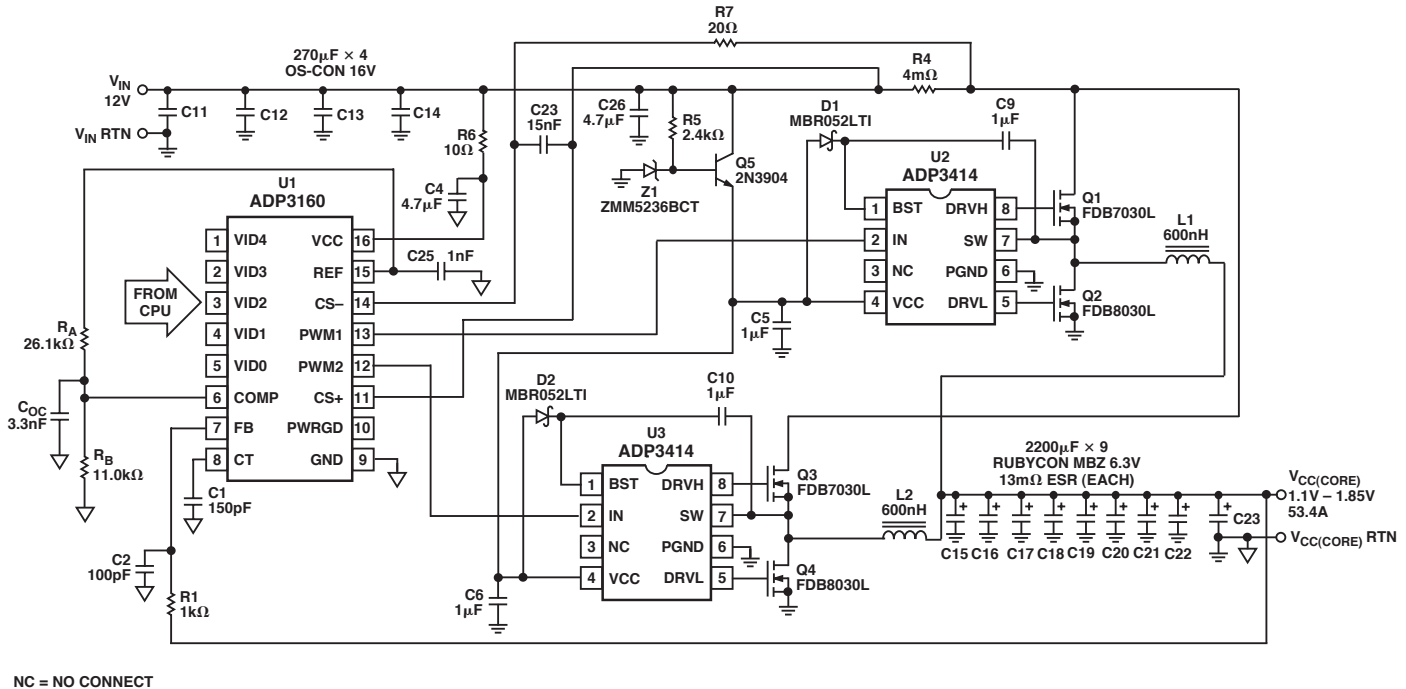 R7
20Ω
270μF × 4
OS-CON 16V
R4
4mΩ
VIN
12V
C11
C12
C13
C14
VIN RTN
R6
10Ω
C23
15nF
C26
4.7μF
R5
2.4kΩ
D1
MBR052LTI
C9
1μF
Q5
2N3904
Z1
ZMM5236BCT
C4
4.7μF
U1
ADP3160
1 VID4
2 VID3
3 VID2
4 VID1
5 VID0
6 COMP
7 FB
8 CT
VCC 16
REF 15
CS– 14
PWM1 13
PWM2 12
CS+ 11
PWRGD 10
GND 9
C25 1nF
FROM
CPU
RA
26.1kΩ
COC
3.3nF
RB
11.0kΩ
C1
150pF
C2
100pF
R1
1kΩ
U2
ADP3414
1 BST
2 IN
3 NC
4 VCC
DRVH 8
SW 7
PGND 6
DRVL 5
Q1
FDB7030L
L1
600nH
Q2
FDB8030L
C5
1μF
D2
MBR052LTI
C10
1μF
U3
ADP3414
1 BST
2 IN
3 NC
4 VCC
DRVH 8
SW 7
PGND 6
DRVL 5
Q3
FDB7030L
L2
600nH
Q4
FDB8030L
C6
1μF
2200μF × 9
RUBYCON MBZ 6.3V
13mΩ ESR (EACH)
+ + + + + + + + +
C15 C16 C17 C18 C19 C20 C21 C22
C23
VCC(CORE)
1.1V – 1.85V
53.4A
VCC(CORE) RTN
NC = NO CONNECT